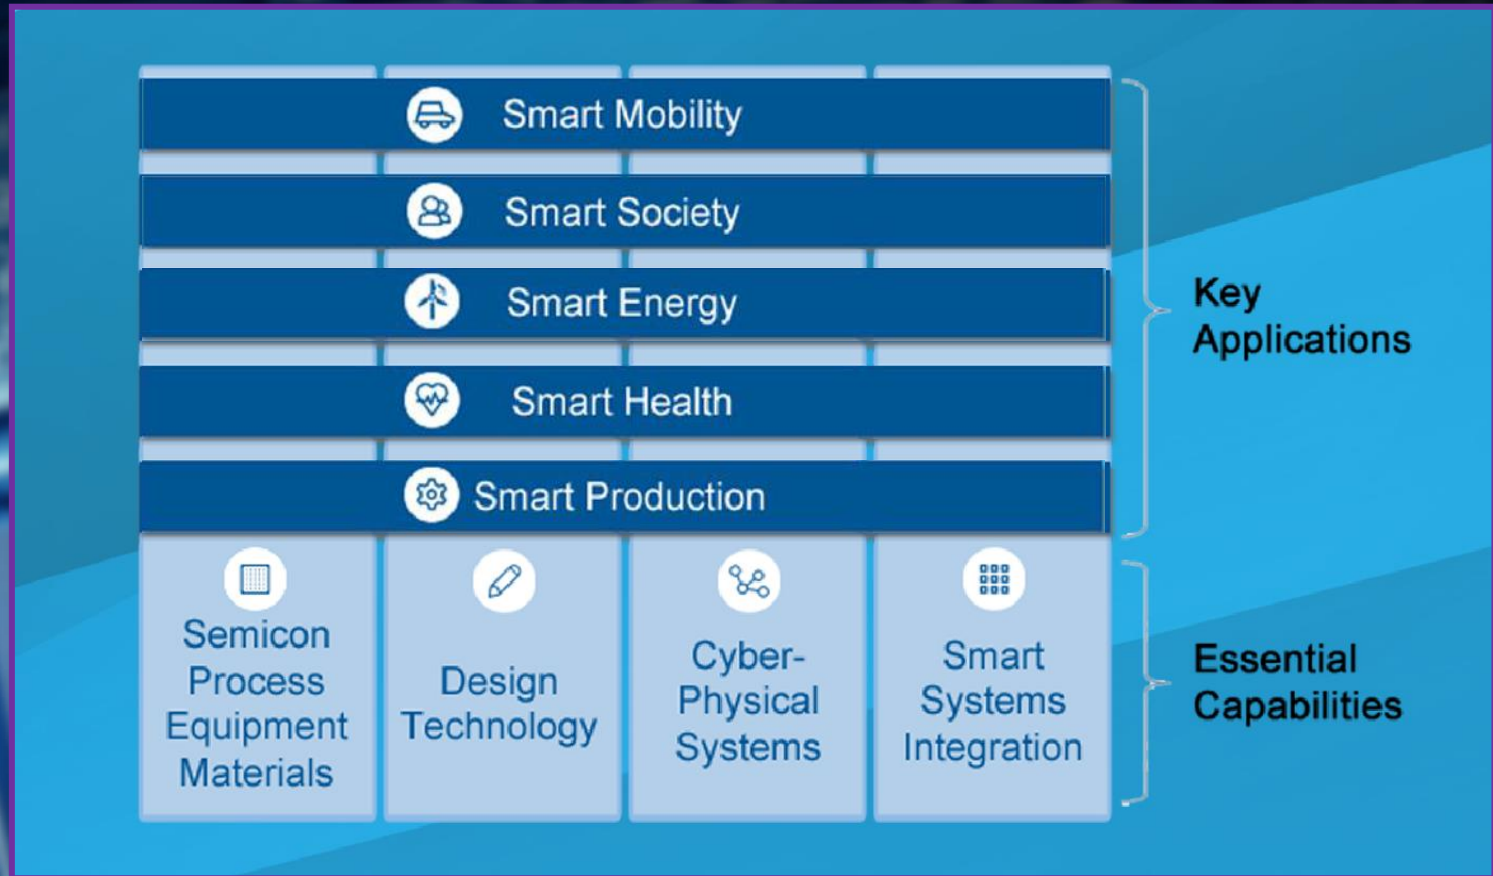 Smart Mobility
Smart Society
Smart Energy
Smart Health
Smart Production
Key
Applications
Semicon
Process
Equipment
Materials
Design
Technology
Cyber-
Physical
Systems
Smart
Systems
Integration
Essential
Capabilities